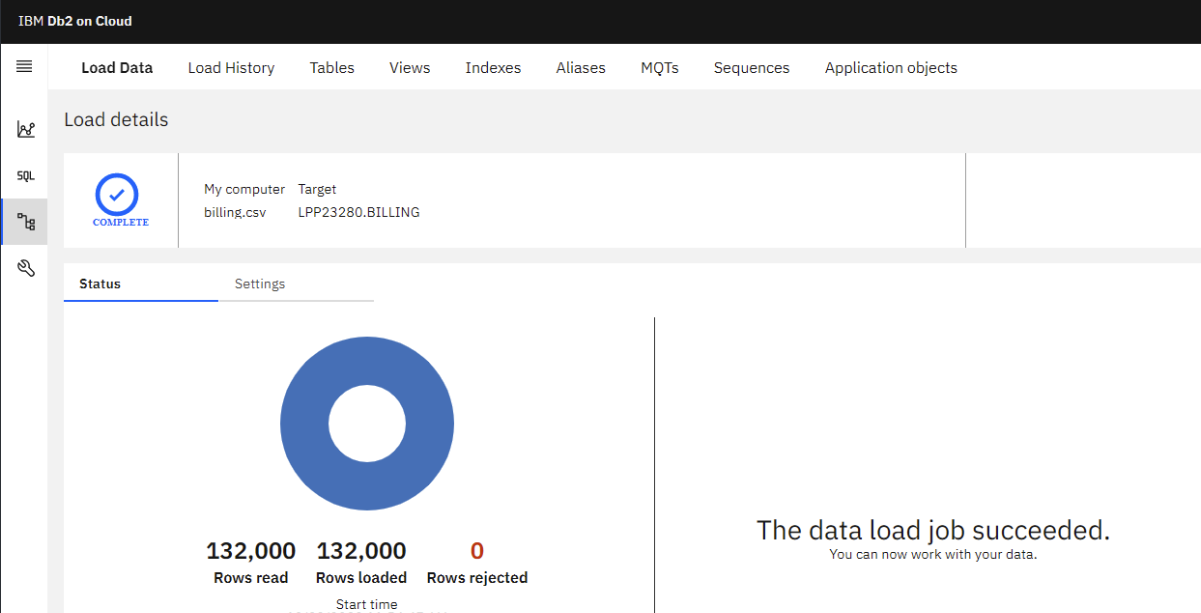 IBM Db2 on Cloud
Load Data Load History Tables Views Indexes Aliases MQTs Sequences Application objects
Load details
SQL
COMPLETE
My computer Target
billing.csv LPP23280.BILLING
Status Settings
132,000 132,000 0
Rows read Rows loaded Rows rejected
Start time
The data load job succeeded.
You can now work with your data.